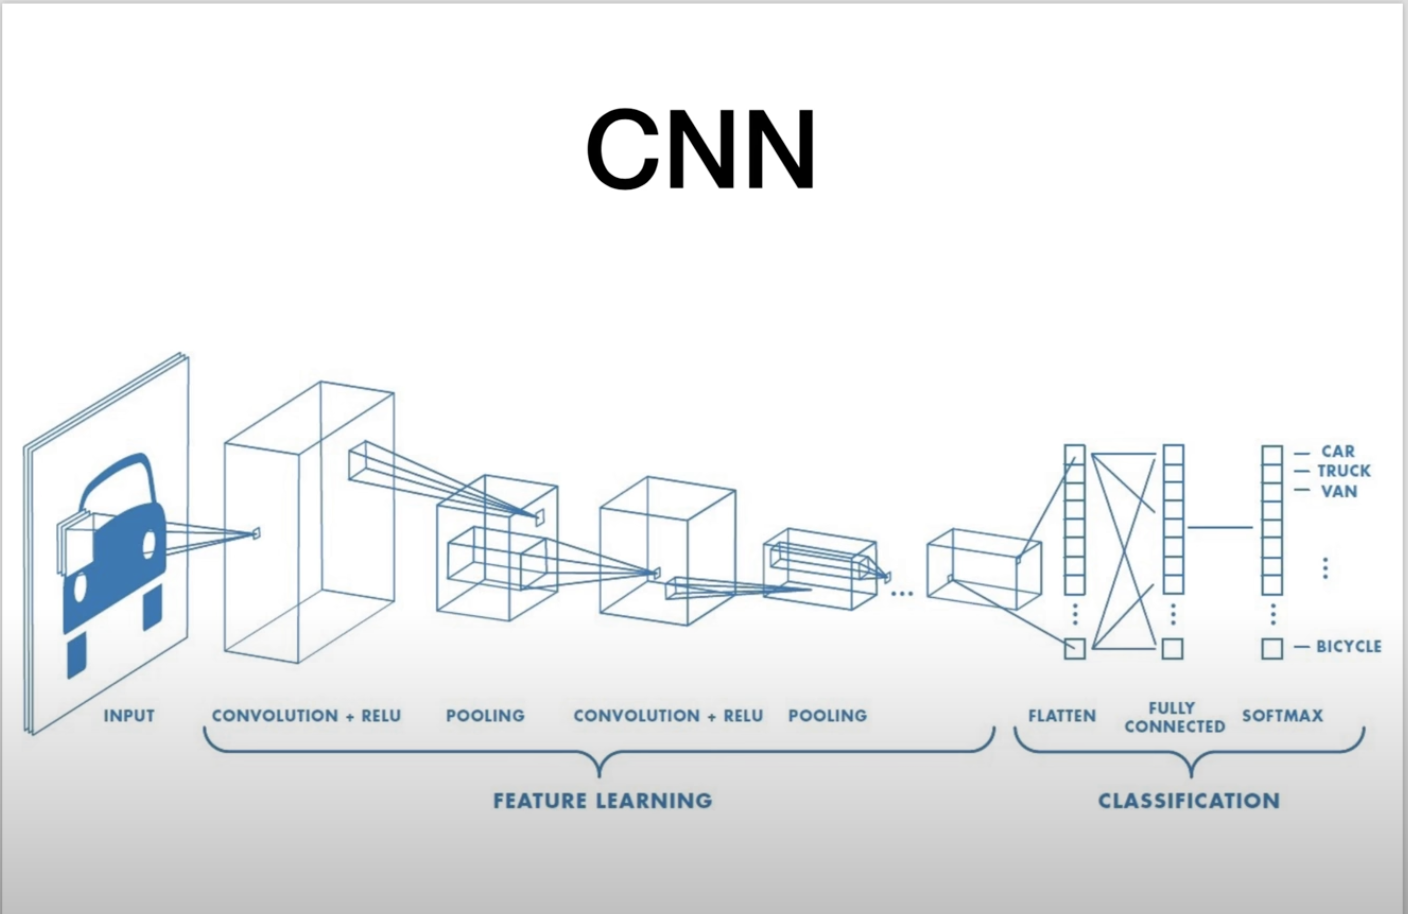 CNN
CAR
TRUCK
VAN
BICYCLE
INPUT
CONVOLUTION + RELU
POOLING
CONVOLUTION + RELU
POOLING
FLATTEN
FULLY
CONNECTED
SOFTMAX
FEATURE LEARNING
CLASSIFICATION